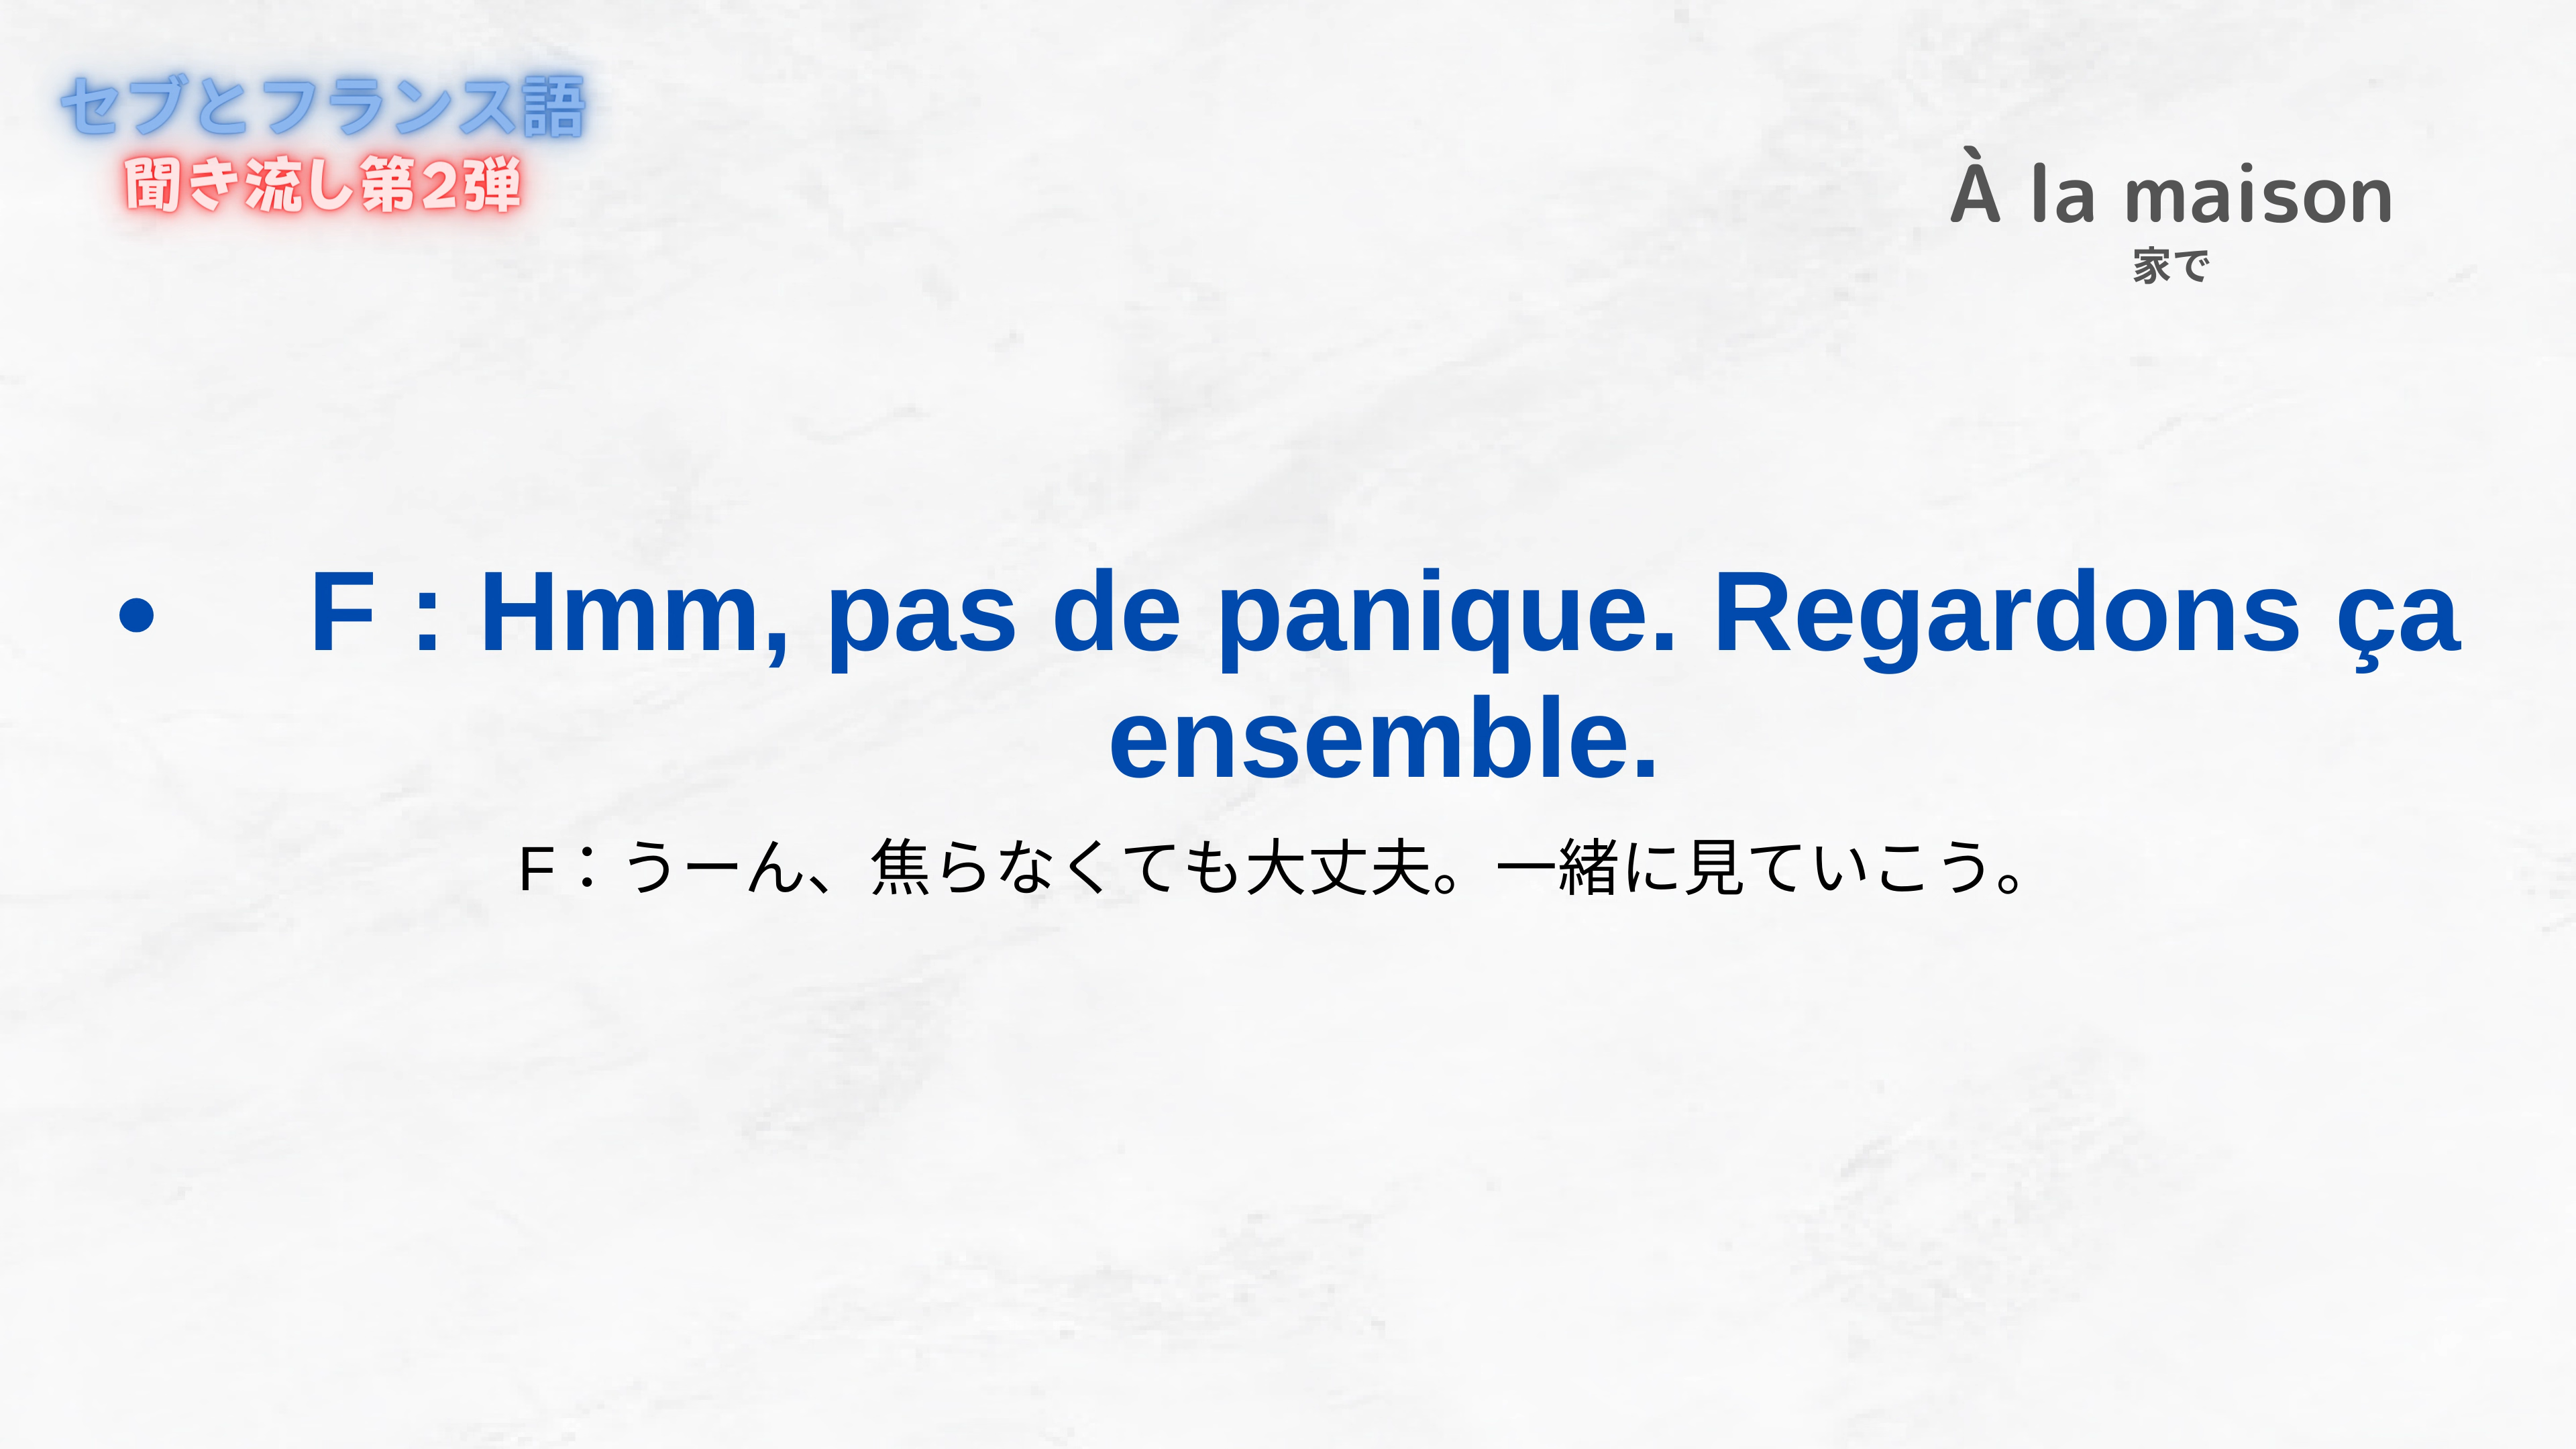 セブとフランス語
聞き流し第2弾
À la maison
家で
• F : Hmm, pas de panique. Regardons ça
ensemble.
F：うーん、焦らなくても大丈夫。一緒に見ていこう。